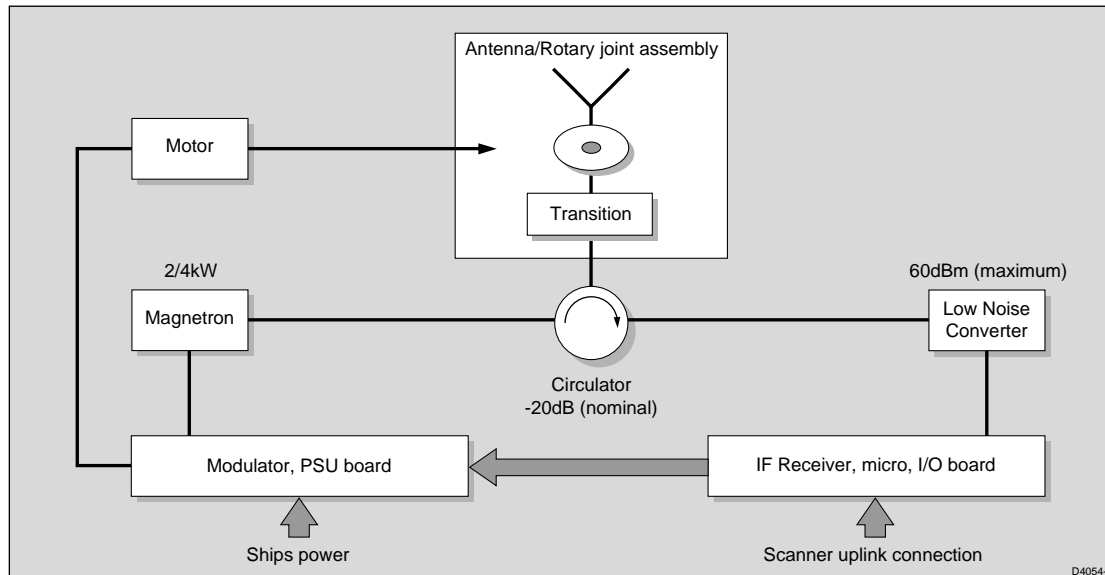 Antenna/Rotary joint assembly
Motor
Transition
2/4kW
60dBm (maximum)
Magnetron
Low Noise
Converter
Circulator
-20dB (nominal)
Modulator, PSU board
IF Receiver, micro, I/O board
Ships power
Scanner uplink connection